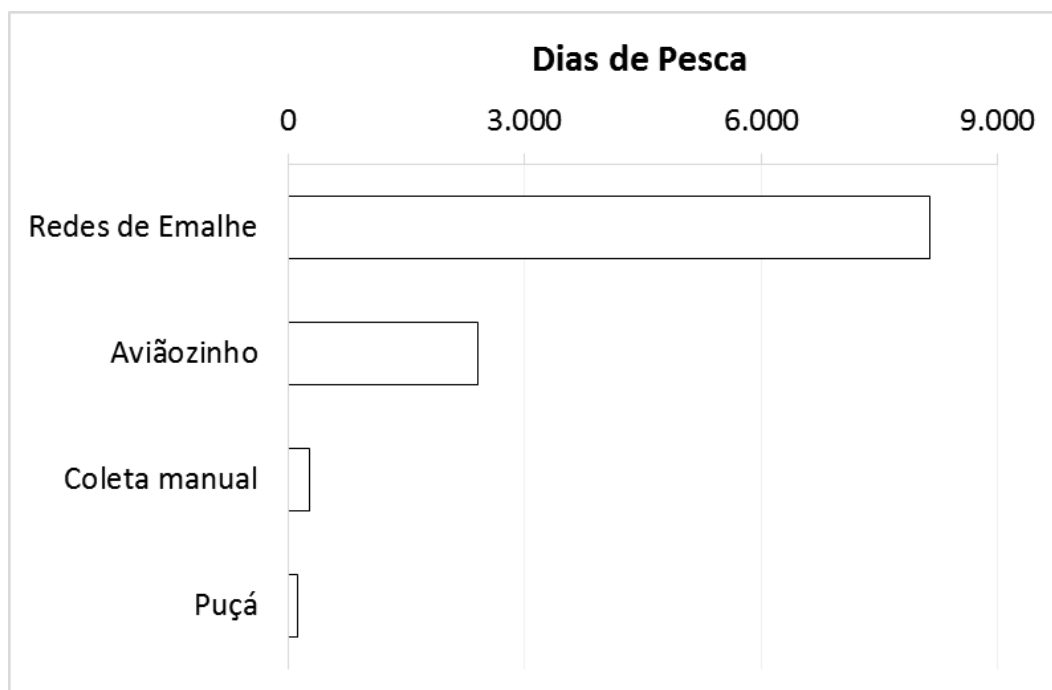 Dias de Pesca
0 3.000 6.000 9.000
Redes de Emalhe
Aviãozinho
Coleta manual
Puçá